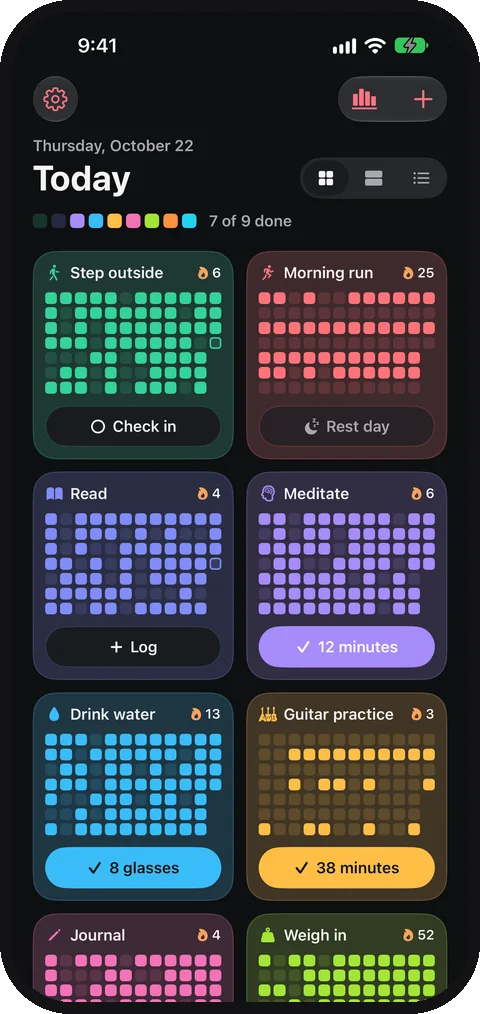 9:41
Thursday, October 22
Today
7 of 9 done
Step outside 6
Morning run 25
Check in
Rest day
Read 4
Meditate 6
Log
12 minutes
Drink water 13
Guitar practice 3
8 glasses
38 minutes
Journal 4
Weigh in 52